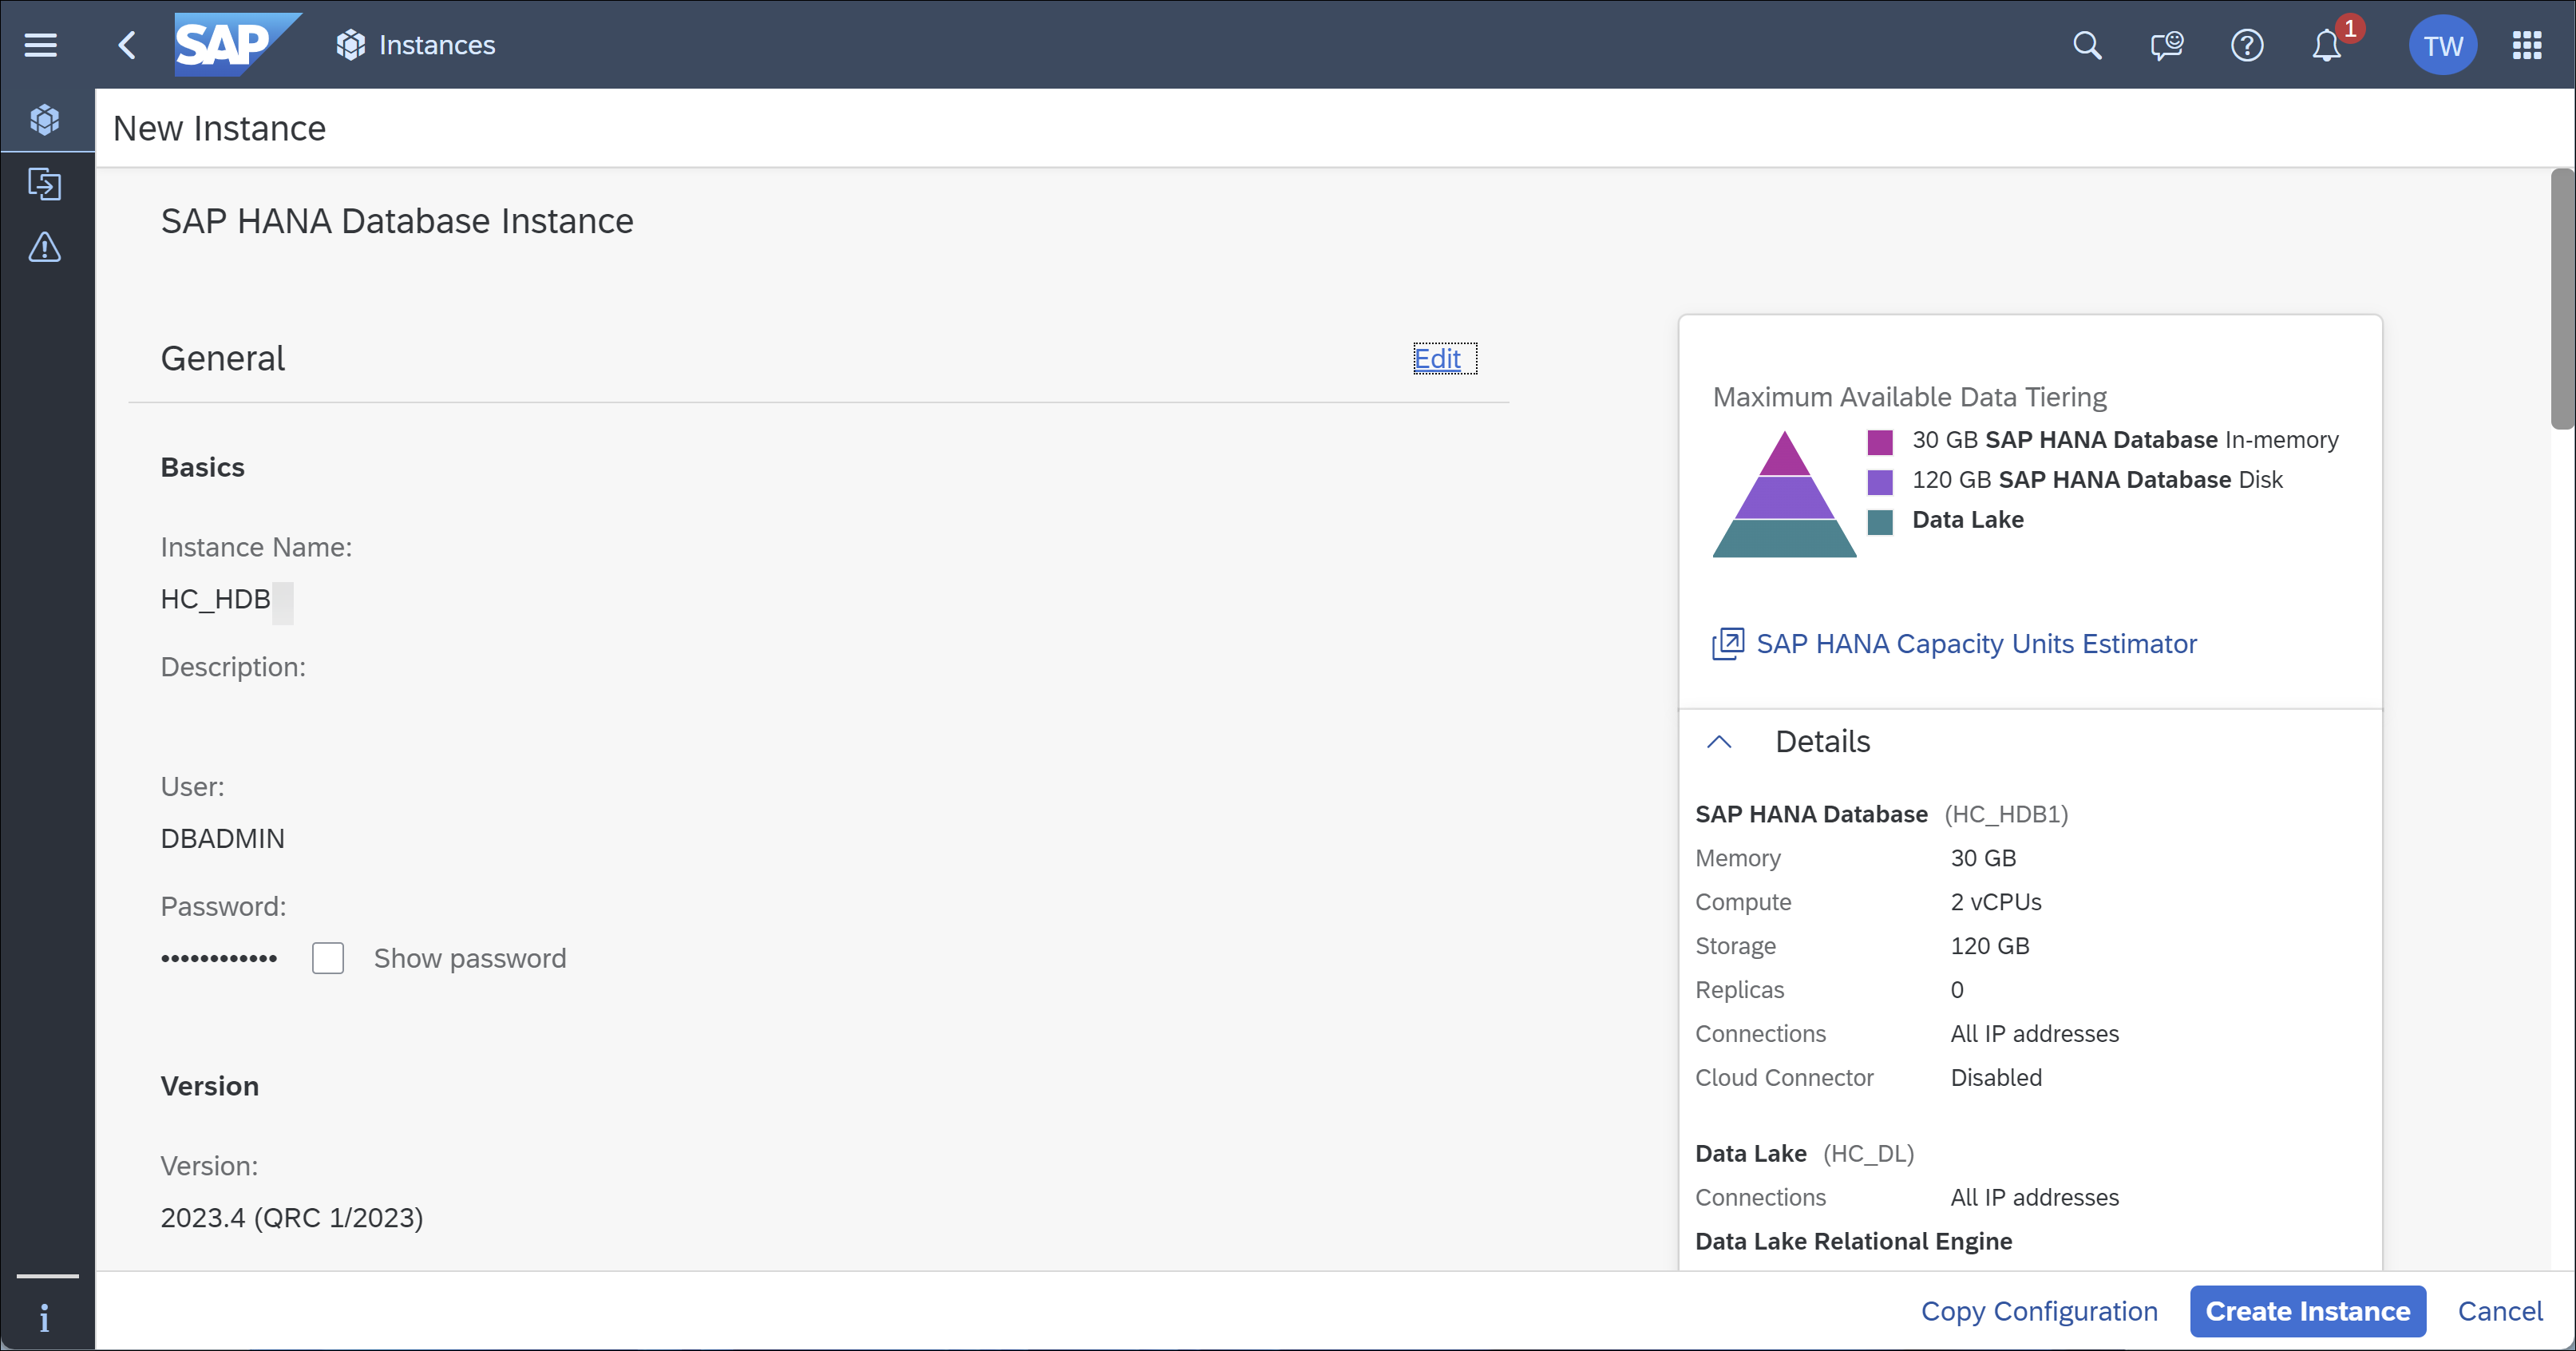 SAP Instances 1 TW
New Instance
SAP HANA Database Instance
General Edit
Basics
Instance Name:
HC_HDB
Description:
User:
DBADMIN
Password:
•••••••••••• Show password
Version
Version:
2023.4 (QRC 1/2023)
Maximum Available Data Tiering
30 GB SAP HANA Database In-memory
120 GB SAP HANA Database Disk
Data Lake
SAP HANA Capacity Units Estimator
Details
SAP HANA Database (HC_HDB1)
Memory 30 GB
Compute 2 vCPUs
Storage 120 GB
Replicas 0
Connections All IP addresses
Cloud Connector Disabled
Data Lake (HC_DL)
Connections All IP addresses
Data Lake Relational Engine
Copy Configuration Create Instance Cancel